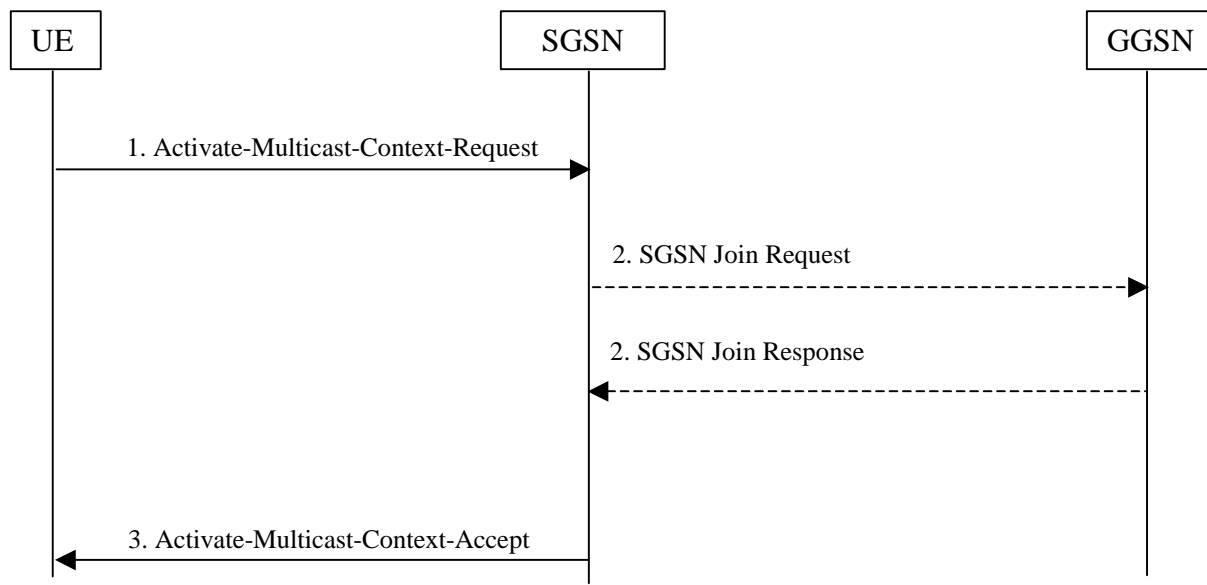 UE
SGSN
GGSN
1. Activate-Multicast-Context-Request
2. SGSN Join Request
2. SGSN Join Response
3. Activate-Multicast-Context-Accept